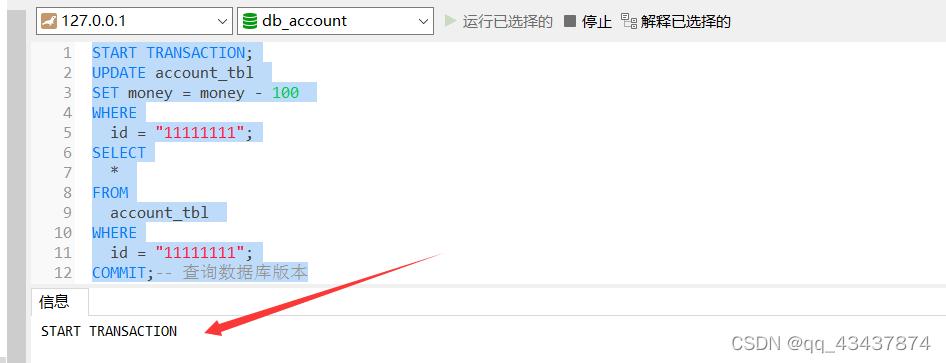 127.0.0.1 db_account 运行已选择的 停止 解释已选择的
1 START TRANSACTION;
2 UPDATE account_tbl
3 SET money = money - 100
4 WHERE
5 id = "11111111";
6 SELECT
7 *
8 FROM
9 account_tbl
10 WHERE
11 id = "11111111";
12 COMMIT;-- 查询数据库版本
信息
START TRANSACTION
CSDN @qq_43437874